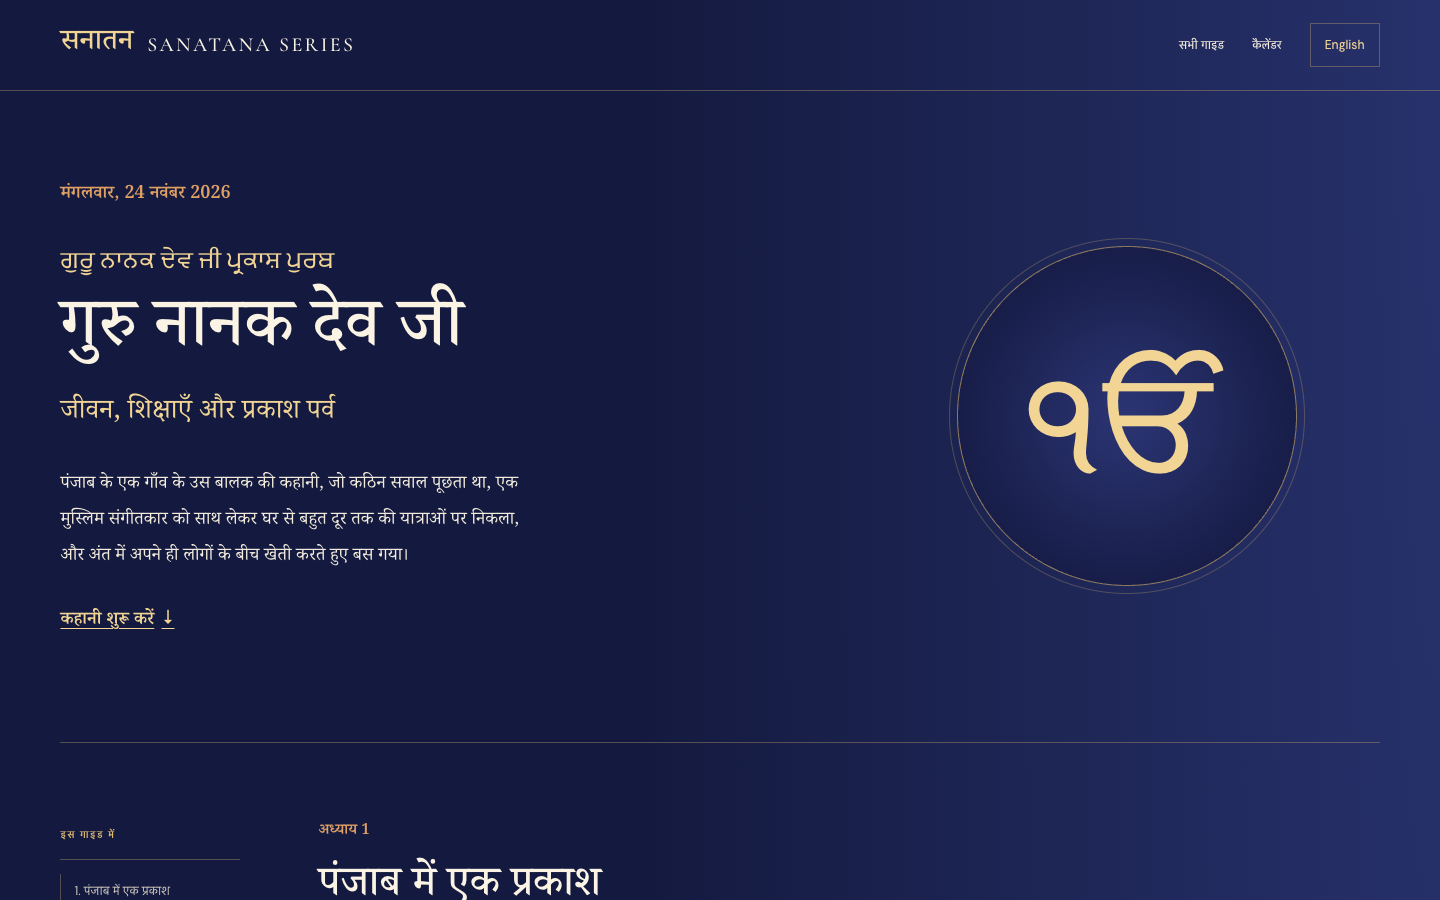 सनातन SANATANA SERIES
सभी गाइड कैलेंडर English
मंगलवार, 24 नवंबर 2026
ਗੁਰੂ ਨਾਨਕ ਦੇਵ ਜੀ ਪ੍ਰਕਾਸ਼ ਪੁਰਬ
गुरु नानक देव जी
ੴ
जीवन, शिक्षाएँ और प्रकाश पर्व
पंजाब के एक गाँव के उस बालक की कहानी, जो कठिन सवाल पूछता था, एक
मुस्लिम संगीतकार को साथ लेकर घर से बहुत दूर तक की यात्राओं पर निकला,
और अंत में अपने ही लोगों के बीच खेती करते हुए बस गया।
कहानी शुरू करें ↓
इस गाइड में
1. पंजाब में एक प्रकाश
अध्याय 1
पंजाब में एक प्रकाश